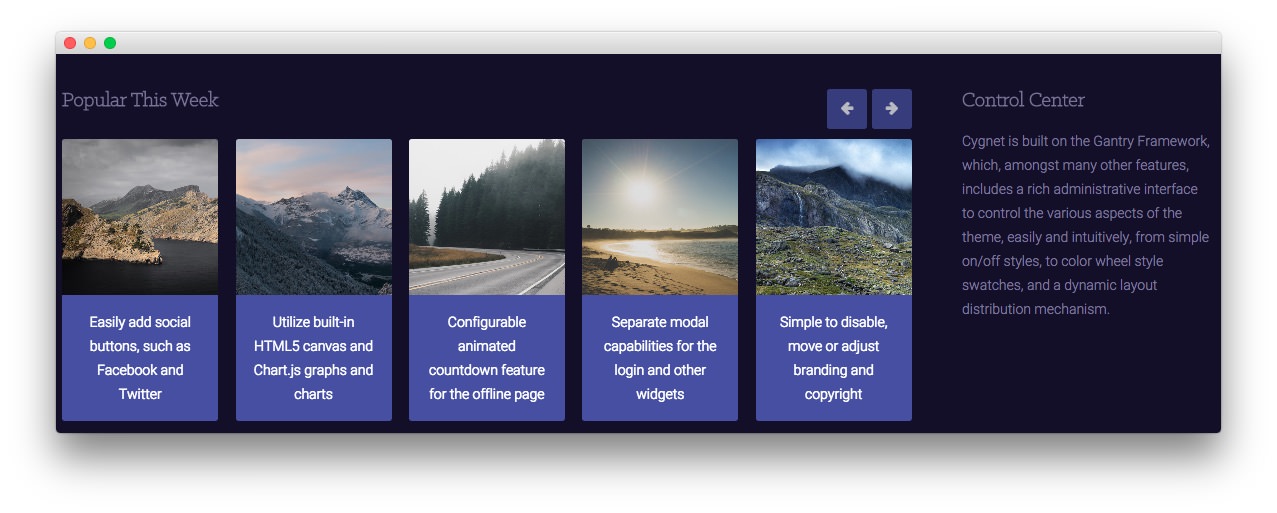 Popular This Week
Easily add social
buttons, such as
Facebook and
Twitter
Utilize built-in
HTML5 canvas and
Chart.js graphs and
charts
Configurable
animated
countdown feature
for the offline page
Separate modal
capabilities for the
login and other
widgets
Simple to disable,
move or adjust
branding and
copyright
Control Center
Cygnet is built on the Gantry Framework,
which, amongst many other features,
includes a rich administrative interface
to control the various aspects of the
theme, easily and intuitively, from simple
on/off styles, to color wheel style
swatches, and a dynamic layout
distribution mechanism.